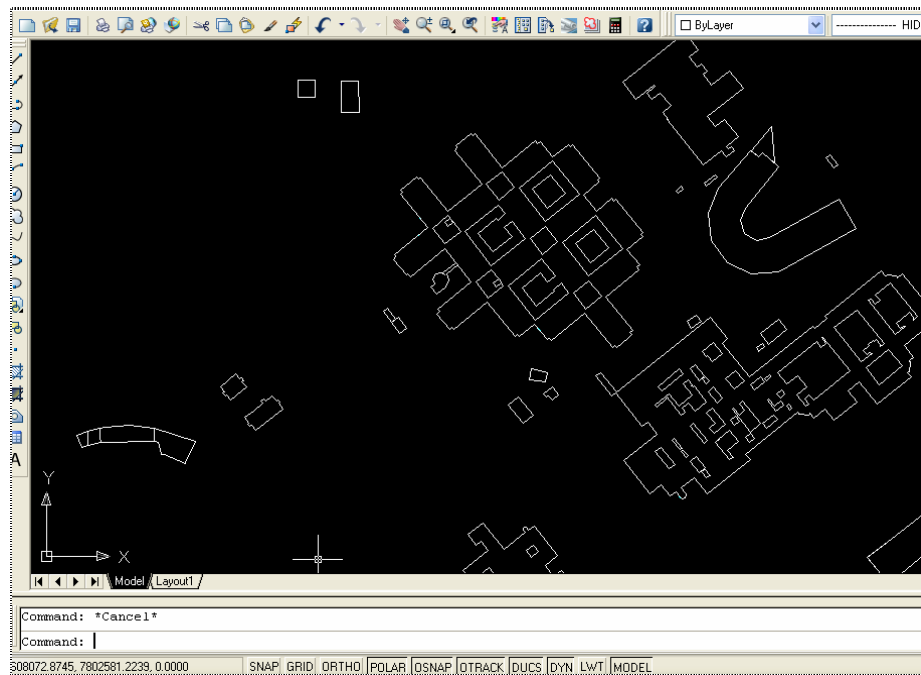 ByLayer
HID
A
Y
X
Model Layout1
Command: *Cancel*
Command:
608072.8745, 7802581.2239, 0.0000 SNAP GRID ORTHO POLAR OSNAP OTRACK DUCS DYN LWT MODEL